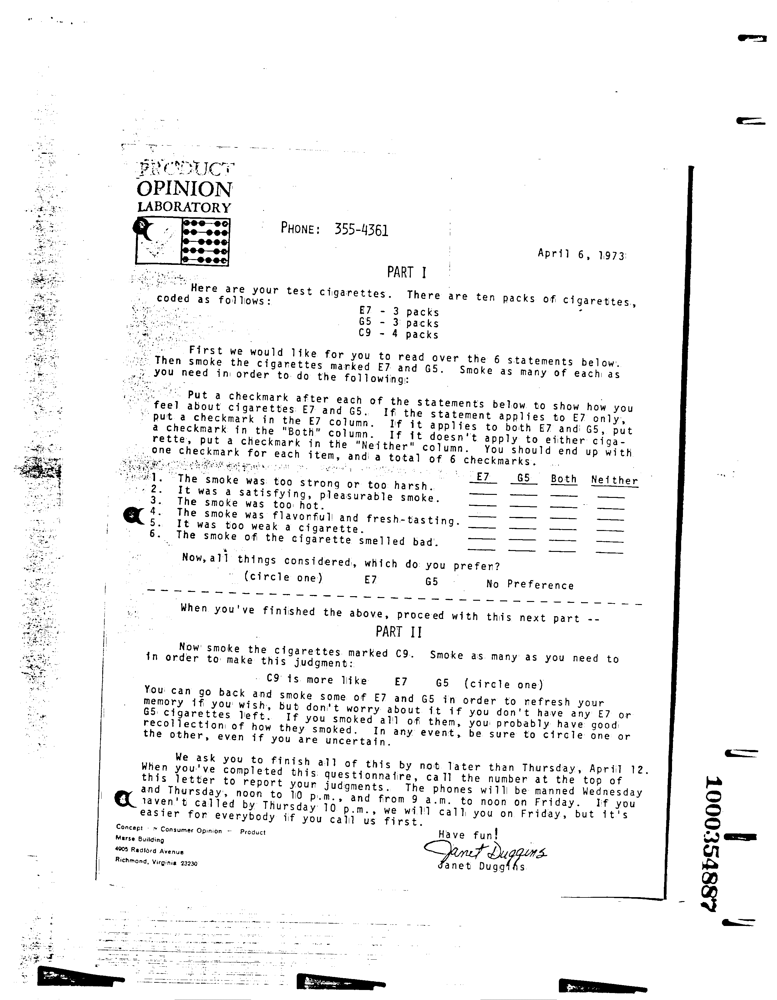 PRODUCT
OPINION
LABORATORY
PHONE: 355-4361
April 6, 1973
PART I
Here are your test cigarettes. There are ten packs of cigarettes,
coded as follows:
E7 - 3 packs
G5 - 3 packs
C9 - 4 packs
First we would like for you to read over the 6 statements below.
Then smoke the cigarettes marked E7 and G5. Smoke as many of each as
you need in order to do the following:
Put a checkmark after each of the statements below to show how you
feel about cigarettes E7 and G5. If the statement applies to E7 only,
put a checkmark in the E7 column. If it applies to both E7 and G5, put
a checkmark in the "Both" column. If it doesn't apply to either ciga-
rette, put a checkmark in the "Neither" column. You should end up with
one checkmark for each item, and a total of 6 checkmarks.
E7 G5 Both Neither
1. The smoke was too strong or too harsh.
2. It was a satisfying, pleasurable smoke.
3. The smoke was too hot.
4. The smoke was flavorful and fresh-tasting.
5. It was too weak a cigarette.
6. The smoke of the cigarette smelled bad.
Now, all things considered, which do you prefer?
(circle one) E7 G5 No Preference
When you've finished the above, proceed with this next part --
PART II
Now smoke the cigarettes marked C9. Smoke as many as you need to
in order to make this judgment:
C9 is more like E7 G5 (circle one)
You can go back and smoke some of E7 and G5 in order to refresh your
memory if you wish, but don't worry about it if you don't have any E7 or
G5 cigarettes left. If you smoked all of them, you probably have good
recollection of how they smoked. In any event, be sure to circle one or
the other, even if you are uncertain.
We ask you to finish all of this by not later than Thursday, April 12.
When you've completed this questionnaire, call the number at the top of
this letter to report your judgments. The phones will be manned Wednesday
and Thursday, noon to 10 p.m., and from 9 a.m. to noon on Friday. If you
haven't called by Thursday 10 p.m., we will call you on Friday, but it's
easier for everybody if you call us first.
Concept - Consumer Opinion - Product
Marse Building
4905 Radford Avenue
Richmond, Virginia 23230
Have fun!
Janet Duggins
Janet Duggins
1000354887